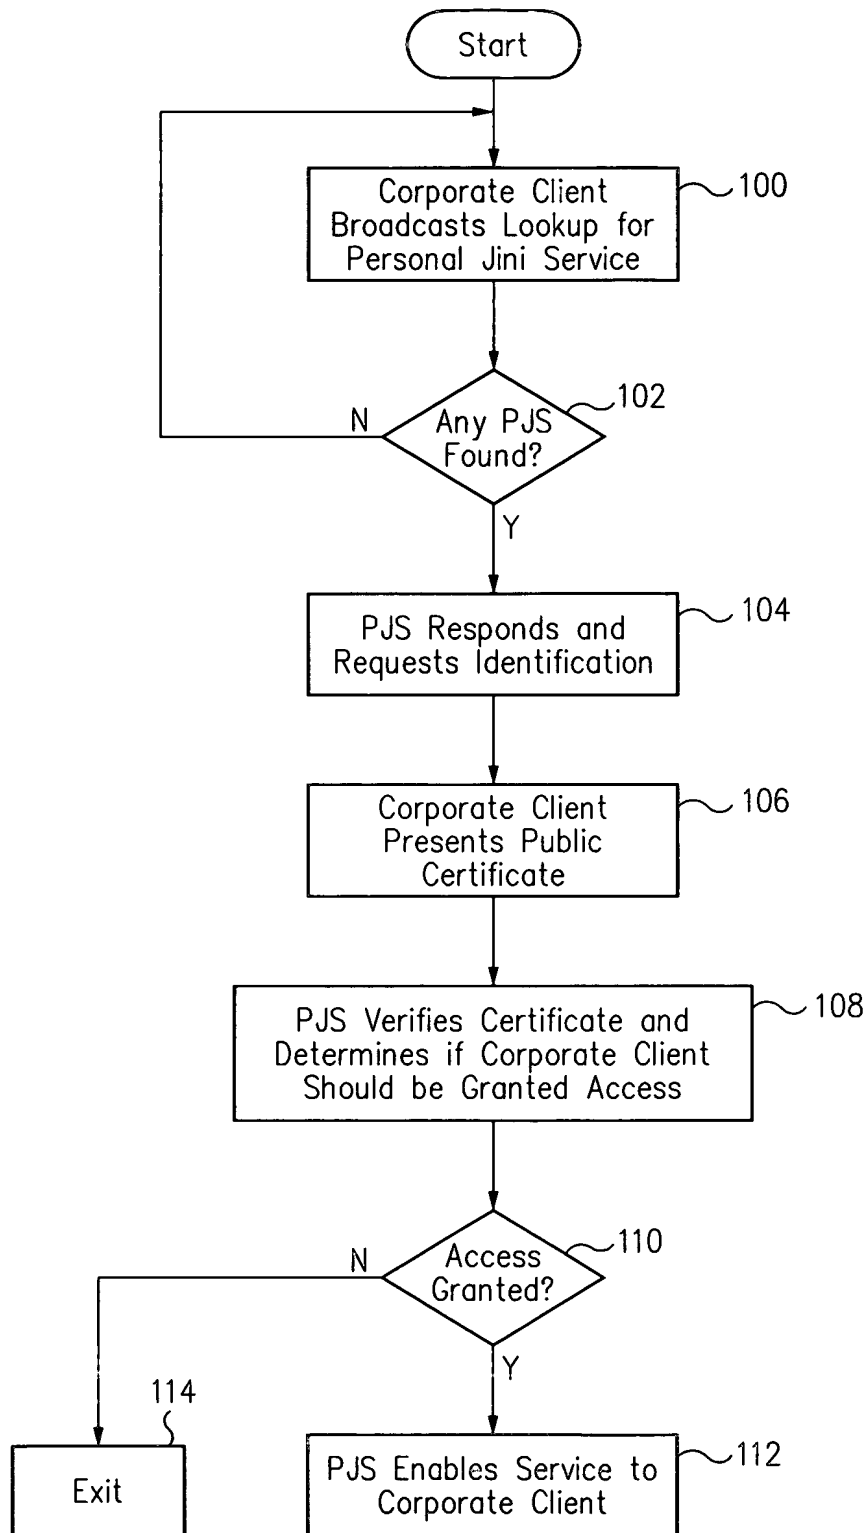 Start
Corporate Client
Broadcasts Lookup for
Personal Jini Service
100
Any PJS
Found?
102
N
Y
PJS Responds and
Requests Identification
104
Corporate Client
Presents Public
Certificate
106
PJS Verifies Certificate and
Determines if Corporate Client
Should be Granted Access
108
Access
Granted?
110
N
Y
114
Exit
PJS Enables Service to
Corporate Client
112